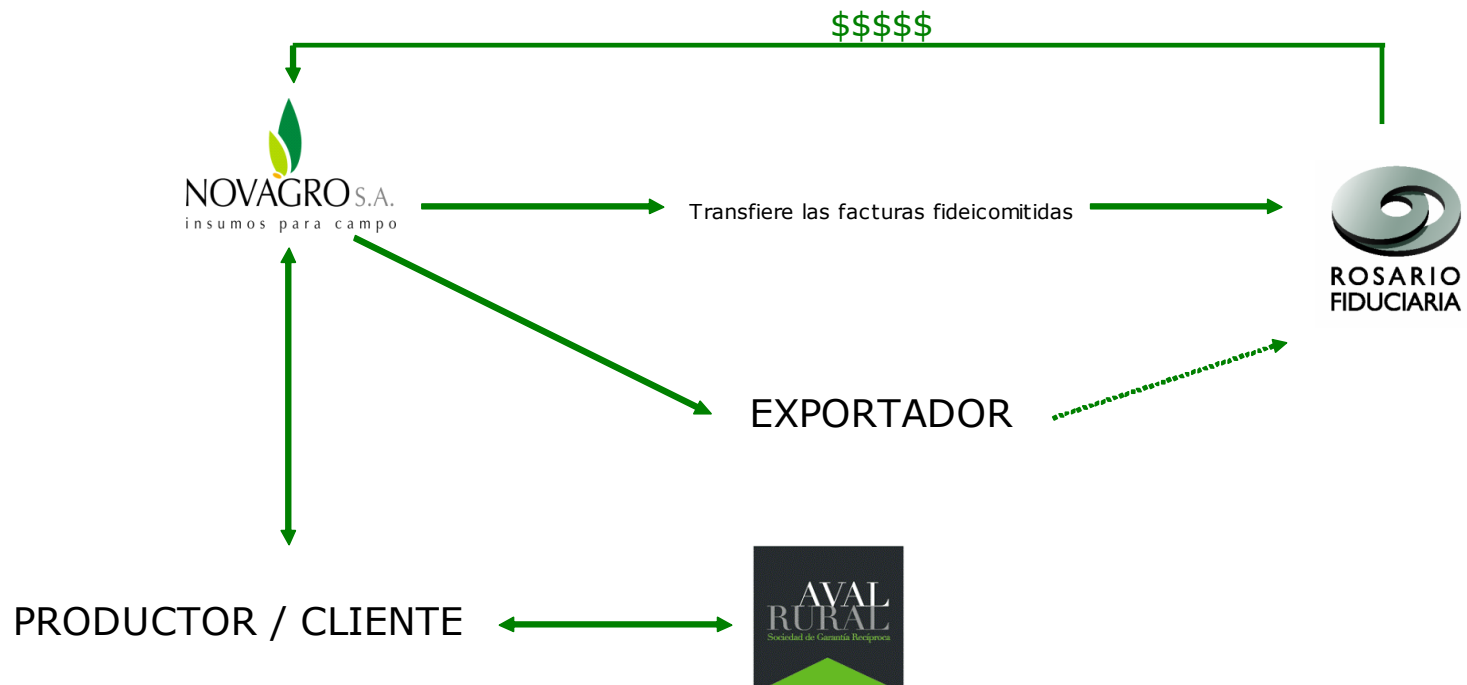 $$$$$
NOVAGRO S.A.
insumos para campo
Transfiere las facturas fideicomitidas
ROSARIO
FIDUCIARIA
EXPORTADOR
PRODUCTOR / CLIENTE
AVAL
RURAL
Sociedad de Garantía Recíproca